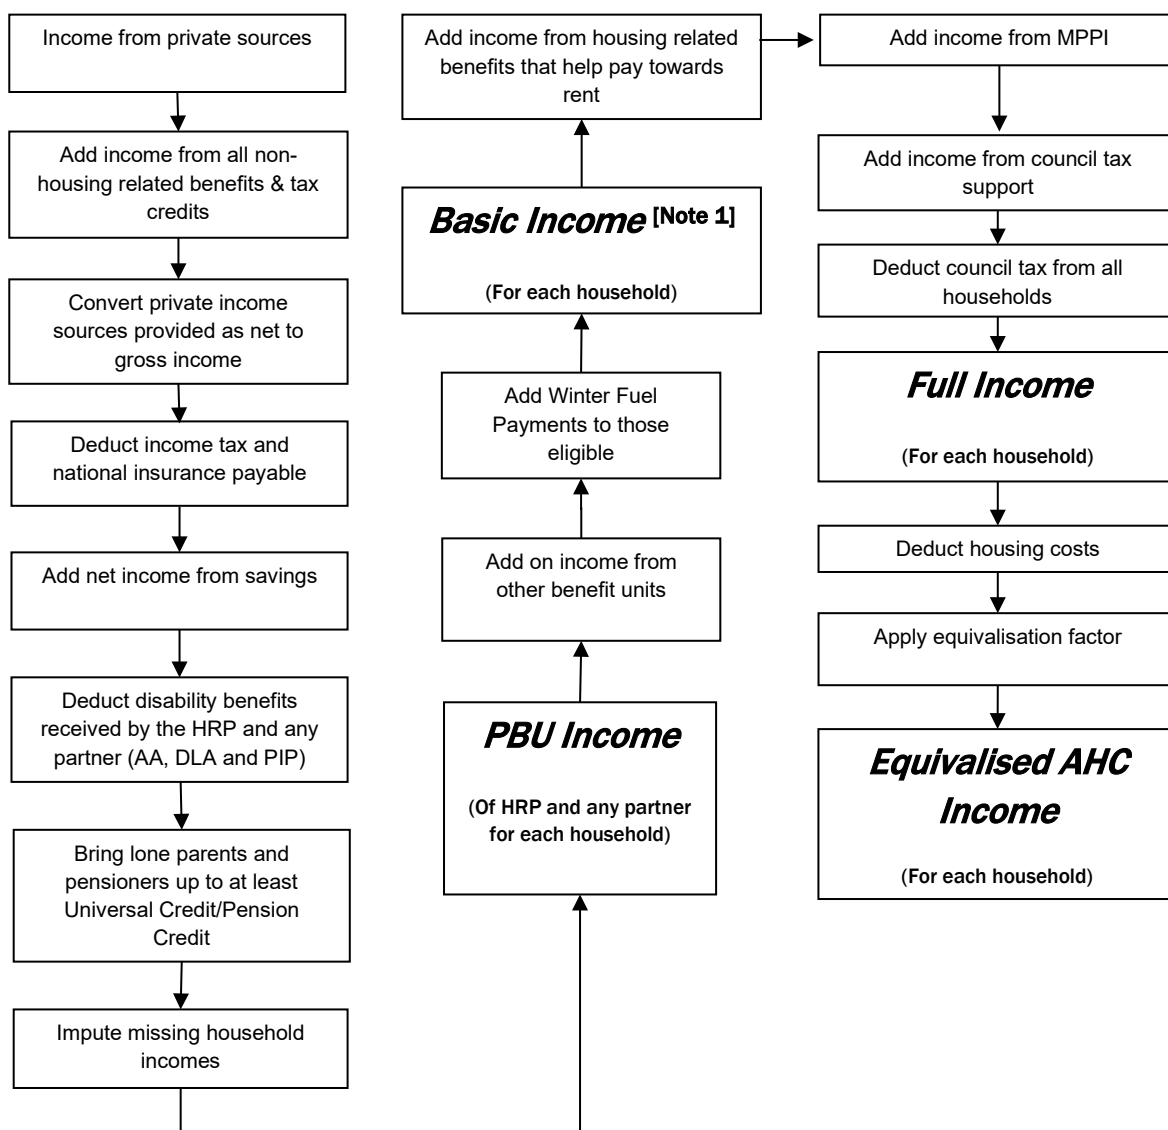 Income from private sources
Add income from all non-
housing related benefits & tax
credits
Convert private income
sources provided as net to
gross income
Deduct income tax and
national insurance payable
Add net income from savings
Deduct disability benefits
received by the HRP and any
partner (AA, DLA and PIP)
Bring lone parents and
pensioners up to at least
Universal Credit/Pension
Credit
Impute missing household
incomes
PBU Income
(Of HRP and any partner
for each household)
Add on income from
other benefit units
Add Winter Fuel
Payments to those
eligible
Basic Income [Note 1]
(For each household)
Add income from housing related
benefits that help pay towards
rent
Add income from MPPI
Add income from council tax
support
Deduct council tax from all
households
Full Income
(For each household)
Deduct housing costs
Apply equivalisation factor
Equivalised AHC
Income
(For each household)